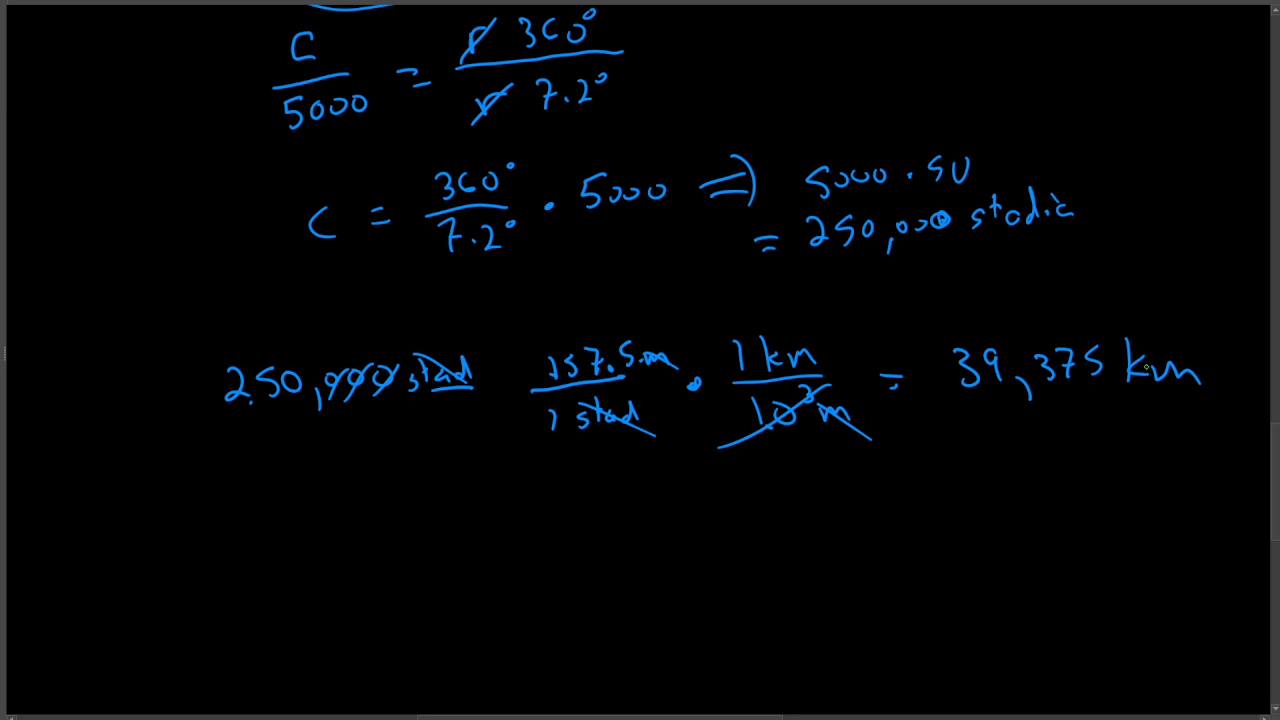 C/5000 = r 360°/r 7.2°
C = 360°/7.2° · 5000 ⇒ 5000 · 50
= 250,000 stadia
250,000 stad 157.5 m/1 stad · 1 km/10³ m = 39,375 km